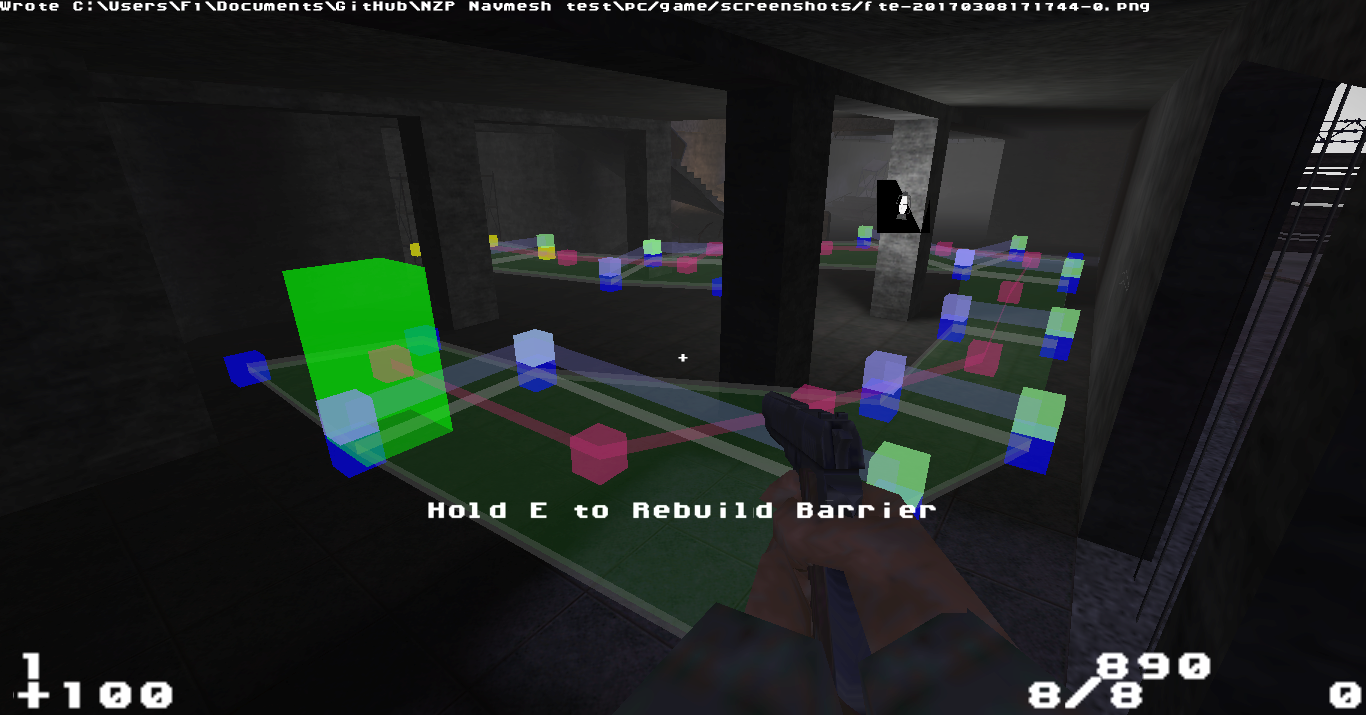 Wrote C:\Users\F1\Documents\GitHub\NZP Navmesh test\pc/game/screenshots/fte-20170308171744-0.png
Hold E to Rebuild Barrier
1
+100
890
8/8
0